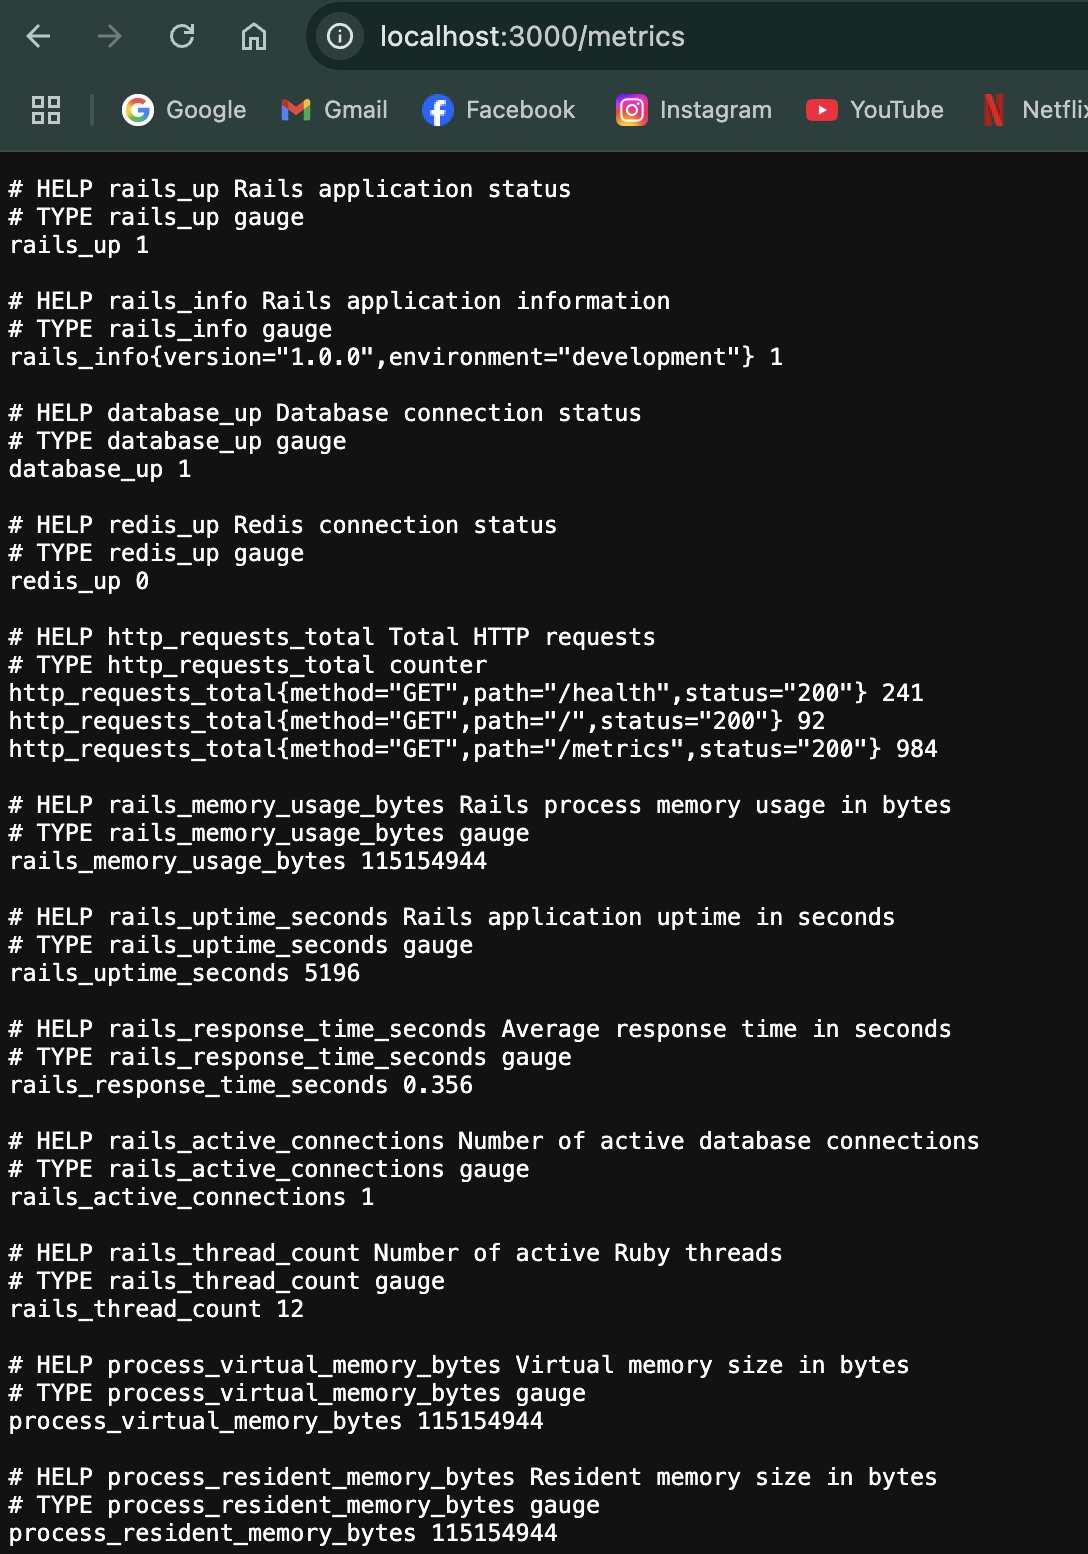 localhost:3000/metrics
Google Gmail Facebook Instagram YouTube
# HELP rails_up Rails application status
# TYPE rails_up gauge
rails_up 1
# HELP rails_info Rails application information
# TYPE rails_info gauge
rails_info{version="1.0.0",environment="development"} 1
# HELP database_up Database connection status
# TYPE database_up gauge
database_up 1
# HELP redis_up Redis connection status
# TYPE redis_up gauge
redis_up 0
# HELP http_requests_total Total HTTP requests
# TYPE http_requests_total counter
http_requests_total{method="GET",path="/health",status="200"} 241
http_requests_total{method="GET",path="/",status="200"} 92
http_requests_total{method="GET",path="/metrics",status="200"} 984
# HELP rails_memory_usage_bytes Rails process memory usage in bytes
# TYPE rails_memory_usage_bytes gauge
rails_memory_usage_bytes 115154944
# HELP rails_uptime_seconds Rails application uptime in seconds
# TYPE rails_uptime_seconds gauge
rails_uptime_seconds 5196
# HELP rails_response_time_seconds Average response time in seconds
# TYPE rails_response_time_seconds gauge
rails_response_time_seconds 0.356
# HELP rails_active_connections Number of active database connections
# TYPE rails_active_connections gauge
rails_active_connections 1
# HELP rails_thread_count Number of active Ruby threads
# TYPE rails_thread_count gauge
rails_thread_count 12
# HELP process_virtual_memory_bytes Virtual memory size in bytes
# TYPE process_virtual_memory_bytes gauge
process_virtual_memory_bytes 115154944
# HELP process_resident_memory_bytes Resident memory size in bytes
# TYPE process_resident_memory_bytes gauge
process_resident_memory_bytes 115154944